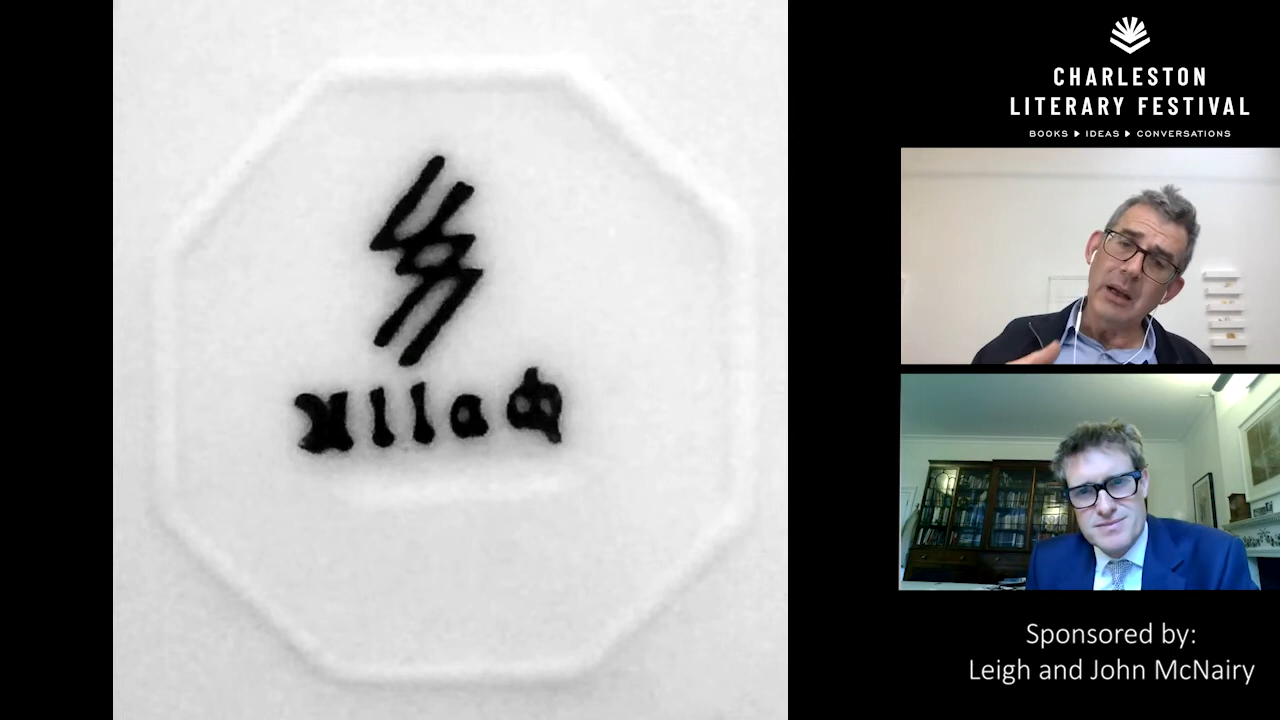 Allach
CHARLESTON
LITERARY FESTIVAL
BOOKS ▶ IDEAS ▶ CONVERSATIONS
Sponsored by:
Leigh and John McNairy